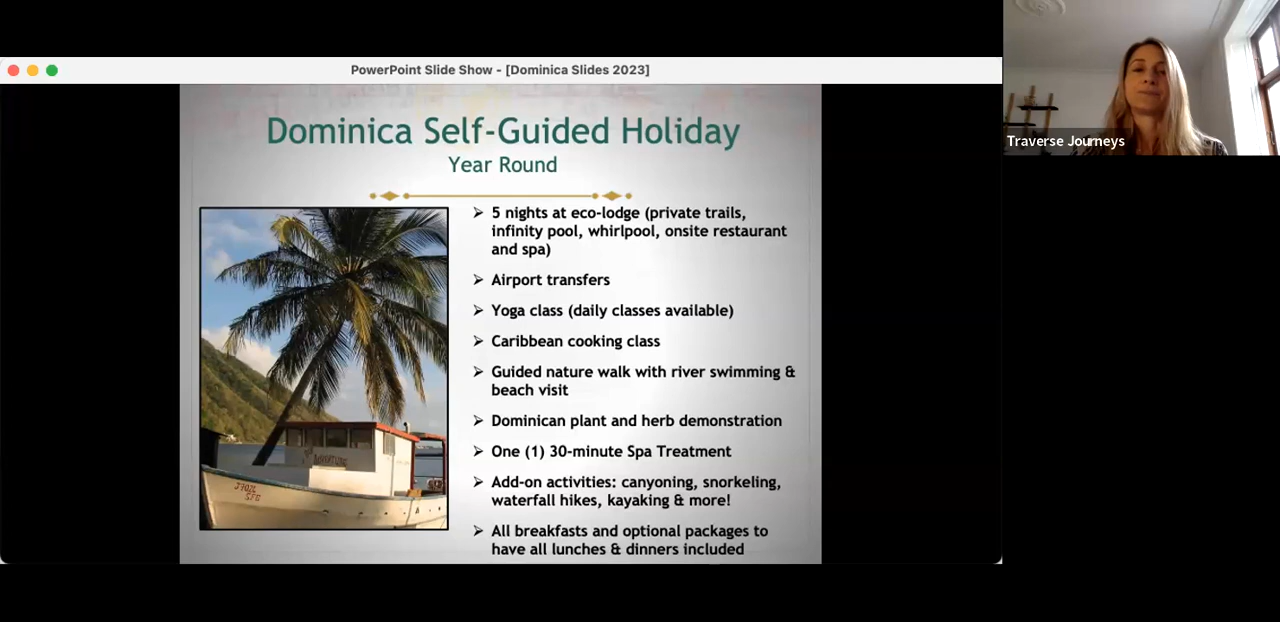 PowerPoint Slide Show - [Dominica Slides 2023]
Traverse Journeys
Dominica Self-Guided Holiday
Year Round
➢ 5 nights at eco-lodge (private trails,
infinity pool, whirlpool, onsite restaurant
and spa)
➢ Airport transfers
➢ Yoga class (daily classes available)
➢ Caribbean cooking class
➢ Guided nature walk with river swimming &
beach visit
➢ Dominican plant and herb demonstration
➢ One (1) 30-minute Spa Treatment
➢ Add-on activities: canyoning, snorkeling,
waterfall hikes, kayaking & more!
➢ All breakfasts and optional packages to
have all lunches & dinners included